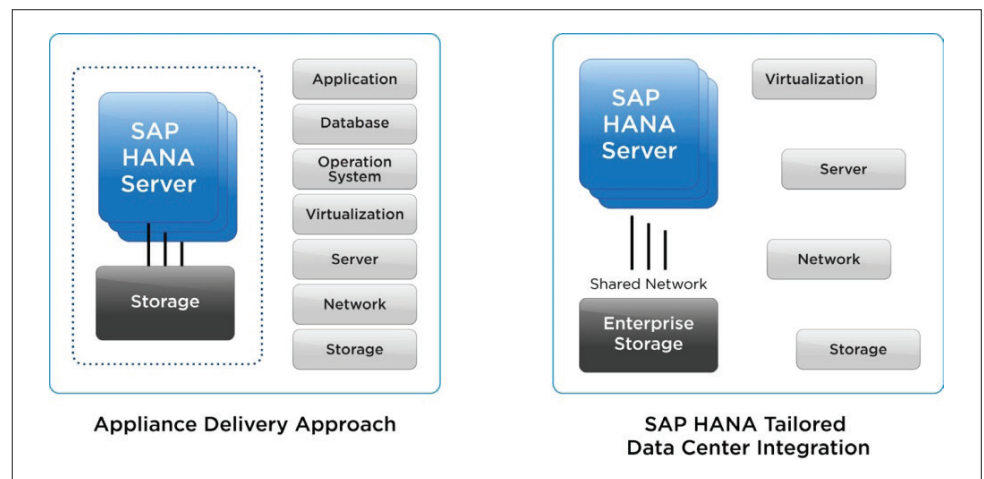 SAP
HANA
Server
Storage
Application
Database
Operation
System
Virtualization
Server
Network
Storage
Appliance Delivery Approach
SAP
HANA
Server
Shared Network
Enterprise
Storage
Virtualization
Server
Network
Storage
SAP HANA Tailored
Data Center Integration